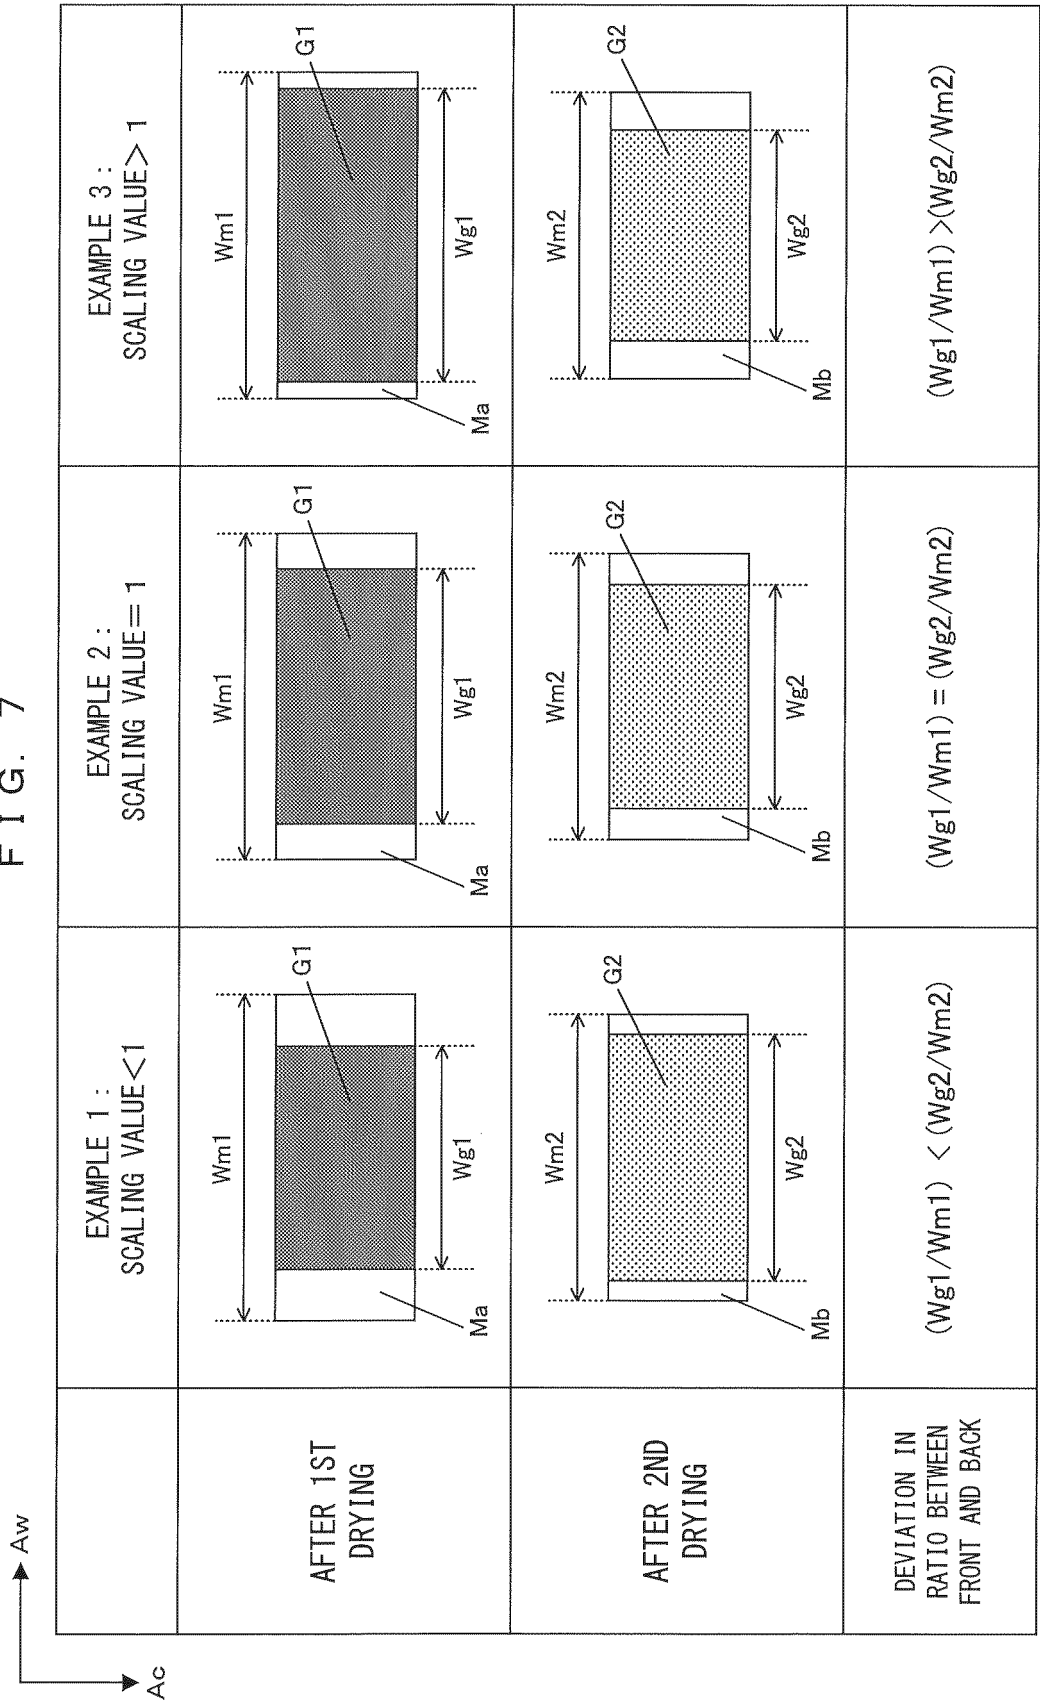 FIG. 7
Aw
Ac
EXAMPLE 1:
SCALING VALUE<1
EXAMPLE 2:
SCALING VALUE=1
EXAMPLE 3:
SCALING VALUE>1
AFTER 1ST
DRYING
Wm1
G1
Wg1
Ma
Wm1
G1
Wg1
Ma
Wm1
G1
Wg1
Ma
AFTER 2ND
DRYING
Wm2
G2
Wg2
Mb
Wm2
G2
Wg2
Mb
Wm2
G2
Wg2
Mb
DEVIATION IN
RATIO BETWEEN
FRONT AND BACK
(Wg1/Wm1) < (Wg2/Wm2)
(Wg1/Wm1) = (Wg2/Wm2)
(Wg1/Wm1) >(Wg2/Wm2)